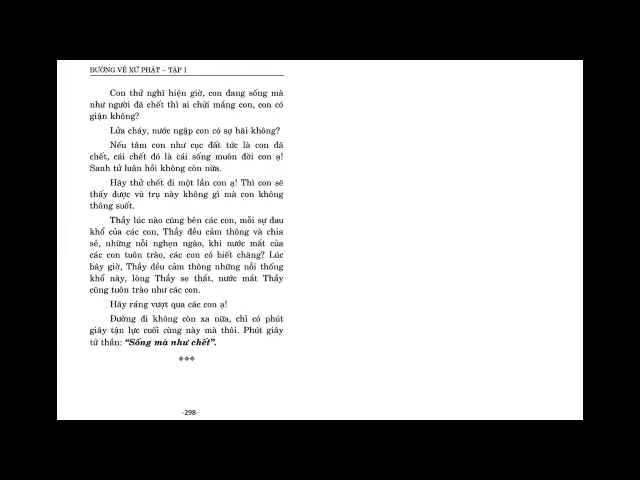 ĐƯỜNG VỀ XỨ PHẬT – TẬP I
Con thử nghĩ hiện giờ, con đang sống mà
như người đã chết thì ai chửi mắng con, con có
giận không?
Lửa cháy, nước ngập con có sợ hãi không?
Nếu tâm con như cục đất tức là con đã
chết, cái chết đó là cái sống muôn đời con ạ!
Sanh tử luân hồi không còn nữa.
Hãy thử chết đi một lần con ạ! Thì con sẽ
thấy được vũ trụ này không gì mà con không
thông suốt.
Thầy lúc nào cũng bên các con, mỗi sự đau
khổ của các con, Thầy đều cảm thông và chia
sẻ, những nỗi nghẹn ngào, khi nước mắt của
các con tuôn trào, các con có biết chăng? Lúc
bây giờ, Thầy đều cảm thông những nỗi thống
khổ này, lòng Thầy se thắt, nước mắt Thầy
cũng tuôn trào như các con.
Hãy ráng vượt qua các con ạ!
Đường đi không còn xa nữa, chỉ có phút
giây tận lực cuối cùng này mà thôi. Phút giây
tử thần: “Sống mà như chết”.
-298-